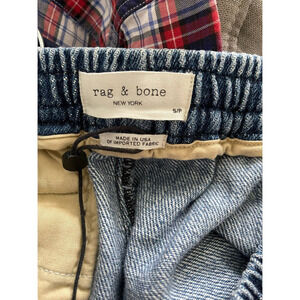 rag & bone
NEW YORK
S/P
MADE IN USA
OF IMPORTED FABRIC